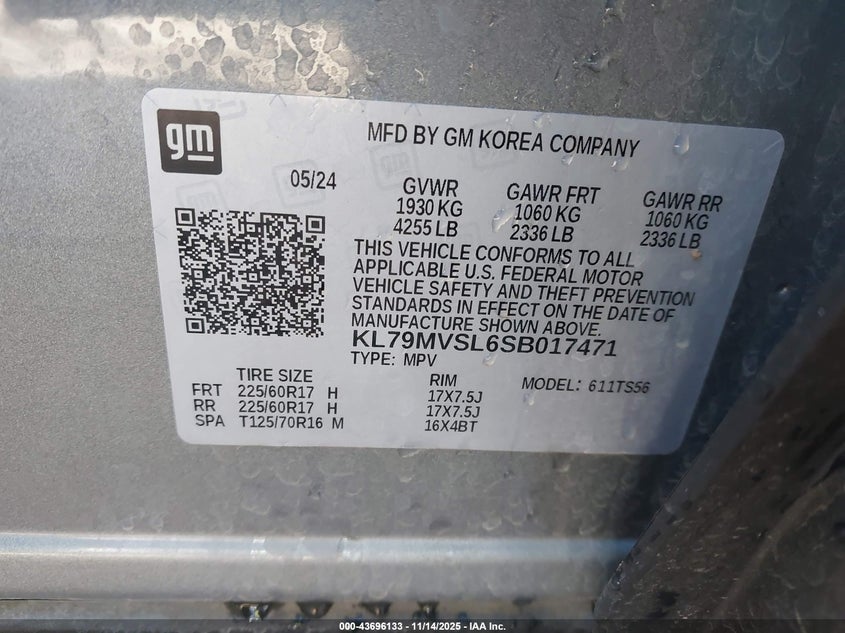 gm
MFD BY GM KOREA COMPANY
05/24
GVWR GAWR FRT GAWR RR
1930 KG 1060 KG 1060 KG
4255 LB 2336 LB 2336 LB
THIS VEHICLE CONFORMS TO ALL
APPLICABLE U.S. FEDERAL MOTOR
VEHICLE SAFETY AND THEFT PREVENTION
STANDARDS IN EFFECT ON THE DATE OF
MANUFACTURE SHOWN ABOVE.
KL79MVSL6SB017471
TYPE: MPV
TIRE SIZE RIM MODEL: 611TS56
FRT 225/60R17 H 17X7.5J
RR 225/60R17 H 17X7.5J
SPA T125/70R16 M 16X4BT
000-43696133 - 11/14/2025 - IAA Inc.